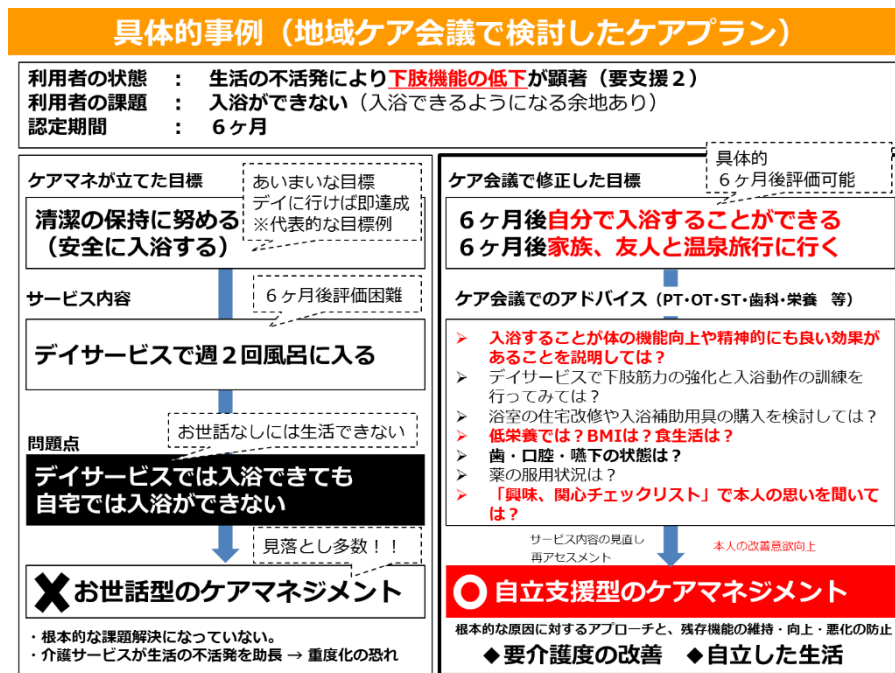 具体的事例（地域ケア会議で検討したケアプラン）
利用者の状態　：　生活の不活発により下肢機能の低下が顕著（要支援２）
利用者の課題　：　入浴ができない（入浴できるようになる余地あり）
認定期間　：　６ヶ月
ケアマネが立てた目標
あいまいな目標
デイに行けば即達成
※代表的な目標例
清潔の保持に努める
（安全に入浴する）
サービス内容
６ヶ月後評価困難
デイサービスで週２回風呂に入る
お世話なしには生活できない
問題点
デイサービスでは入浴できても
自宅では入浴ができない
見落とし多数！！
✖お世話型のケアマネジメント
・根本的な課題解決になっていない。
・介護サービスが生活の不活発を助長 → 重度化の恐れ
具体的
６ヶ月後評価可能
ケア会議で修正した目標
６ヶ月後自分で入浴することができる
６ヶ月後家族、友人と温泉旅行に行く
ケア会議でのアドバイス（PT・OT・ST・歯科・栄養　等）
➢ 入浴することが体の機能向上や精神的にも良い効果が
あることを説明しては？
➢ デイサービスで下肢筋力の強化と入浴動作の訓練を
行ってみては？
➢ 浴室の住宅改修や入浴補助用具の購入を検討しては？
➢ 低栄養では？BMIは？食生活は？
➢ 歯・口腔・嚥下の状態は？
➢ 薬の服用状況は？
➢ 「興味、関心チェックリスト」で本人の思いを聞いて
は？
サービス内容の見直し
再アセスメント
本人の改善意欲向上
○自立支援型のケアマネジメント
根本的な原因に対するアプローチと、残存機能の維持・向上・悪化の防止
◆要介護度の改善　◆自立した生活